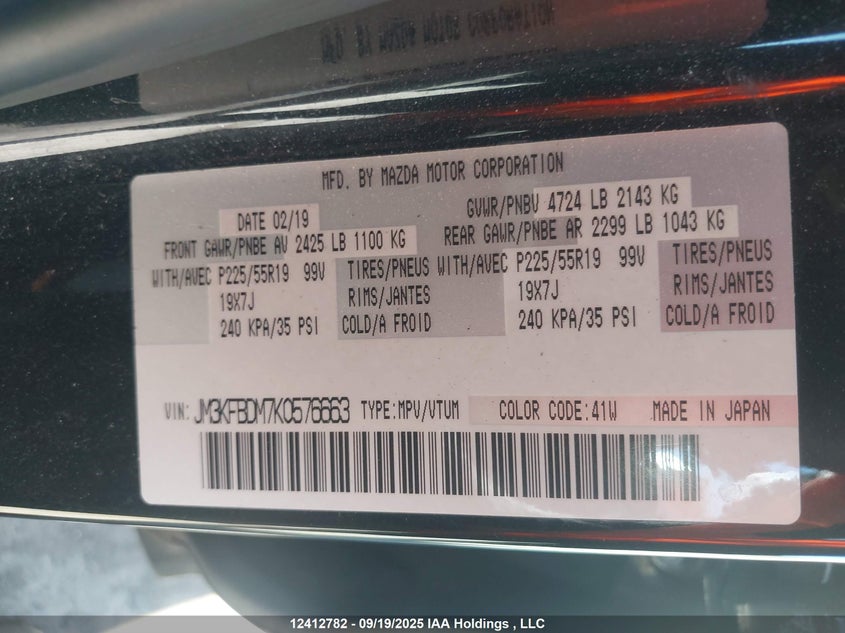 MFD. BY MAZDA MOTOR CORPORATION
DATE 02/19 GVWR/PNBV 4724 LB 2143 KG
FRONT GAWR/PNBE AV 2425 LB 1100 KG REAR GAWR/PNBE AR 2299 LB 1043 KG
WITH/AVEC P225/55R19 99V TIRES/PNEUS WITH/AVEC P225/55R19 99V TIRES/PNEUS
19X7J RIMS/JANTES 19X7J RIMS/JANTES
240 KPA/35 PSI COLD/A FROID 240 KPA/35 PSI COLD/A FROID
VIN: JM3KFBDM7K0576663 TYPE:MPV/VTUM COLOR CODE:41W MADE IN JAPAN
12412782 - 09/19/2025 IAA Holdings , LLC